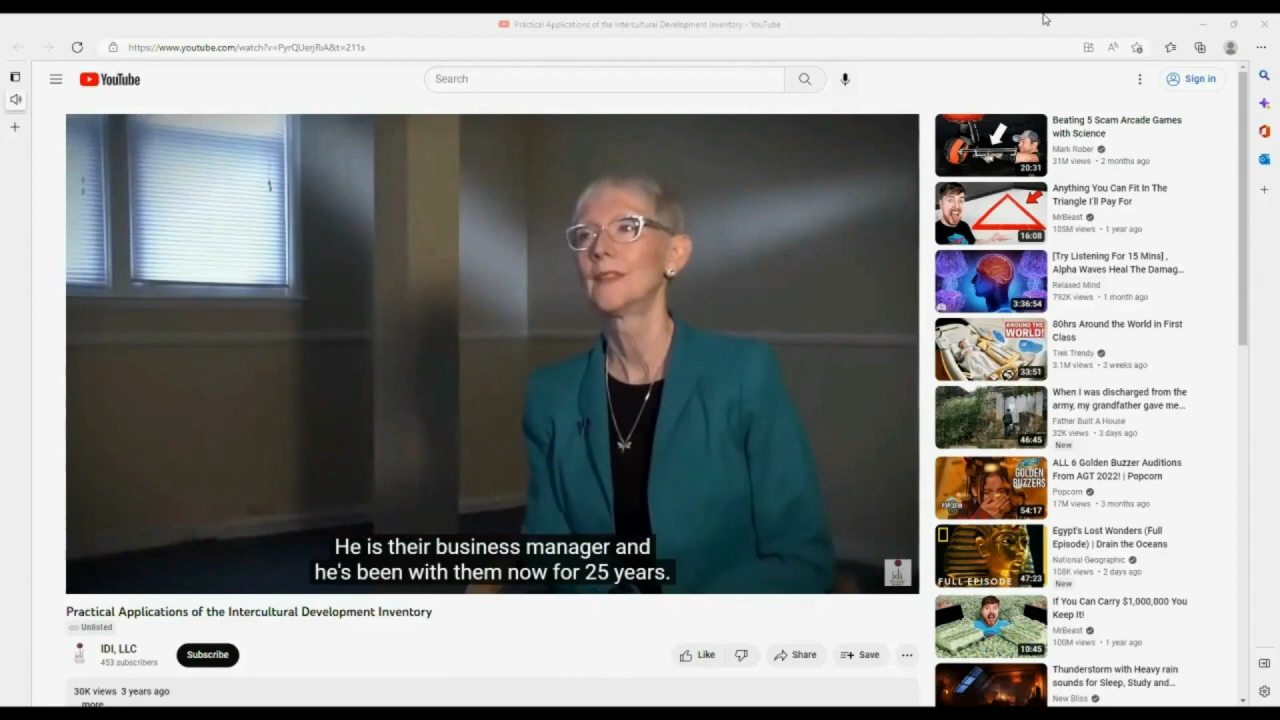 Practical Applications of the Intercultural Development Inventory - YouTube
https://www.youtube.com/watch?v=PyrQUerjRiA&t=211s
YouTube
Search
Sign in
He is their business manager and
he's been with them now for 25 years.
idi
Practical Applications of the Intercultural Development Inventory
Unlisted
IDI, LLC
453 subscribers
Subscribe
Like
Share
Save
30K views 3 years ago
more
20:31
Beating 5 Scam Arcade Games
with Science
Mark Rober
31M views • 2 months ago
16:08
Anything You Can Fit In The
Triangle I'll Pay For
MrBeast
105M views • 1 year ago
3:36:54
[Try Listening For 15 Mins] ,
Alpha Waves Heal The Damag...
Relaxed Mind
792K views • 1 month ago
AROUND THE
WORLD!
33:51
80hrs Around the World in First
Class
Trek Trendy
3.1M views • 3 weeks ago
46:45
When I was discharged from the
army, my grandfather gave me...
Father Built A House
32K views • 3 days ago
New
GOLDEN
BUZZERS
POPCORN
54:17
ALL 6 Golden Buzzer Auditions
From AGT 2022! | Popcorn
Popcorn
17M views • 3 months ago
FULL EPISODE
47:23
Egypt's Lost Wonders (Full
Episode) | Drain the Oceans
National Geographic
108K views • 2 days ago
New
10:45
If You Can Carry $1,000,000 You
Keep It!
MrBeast
100M views • 1 year ago
Thunderstorm with Heavy rain
sounds for Sleep, Study and...
New Bliss